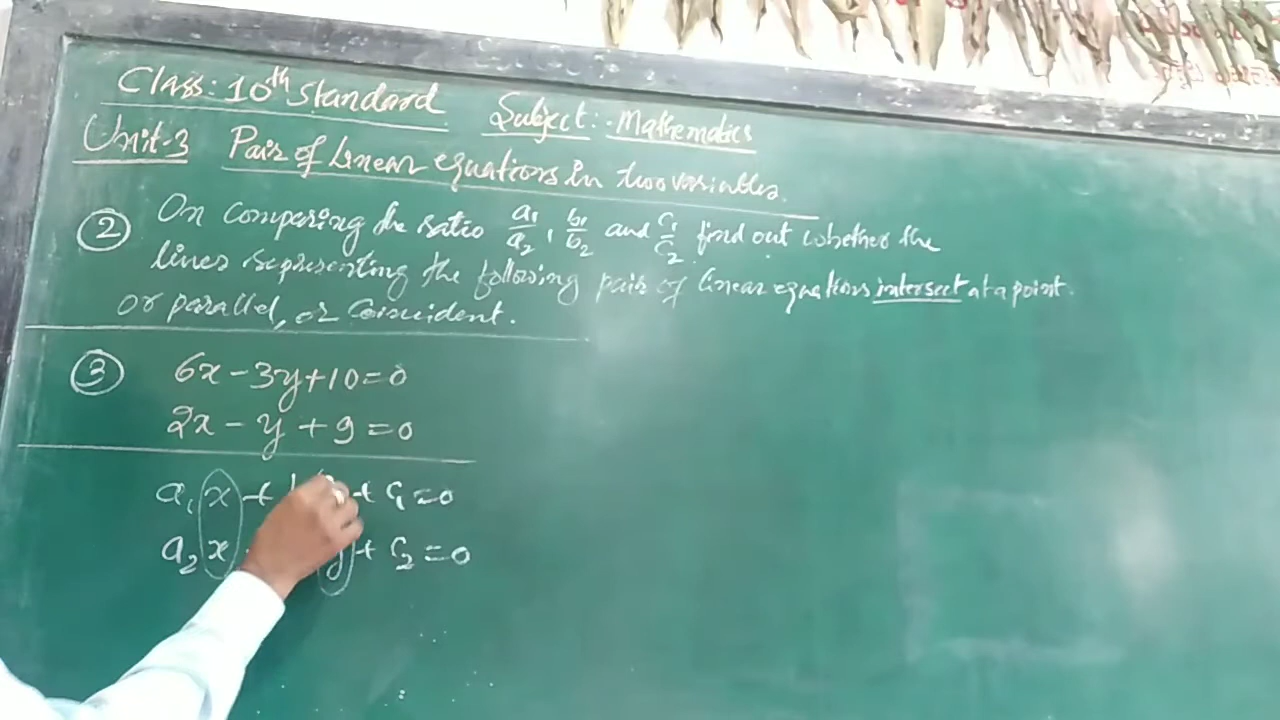 Class: 10th Standard Subject:- Mathematics
Unit-3 Pair of linear equations in two variables.
② On comparing the ratio a₁/a₂, b₁/b₂ and c₁/c₂ find out whether the
lines representing the following pair of linear equations intersect at a point.
or parallel, or Coincident.
③ 6x - 3y + 10 = 0
2x - y + 9 = 0
a₁x + y + c₁ = 0
a₂x y + c₂ = 0